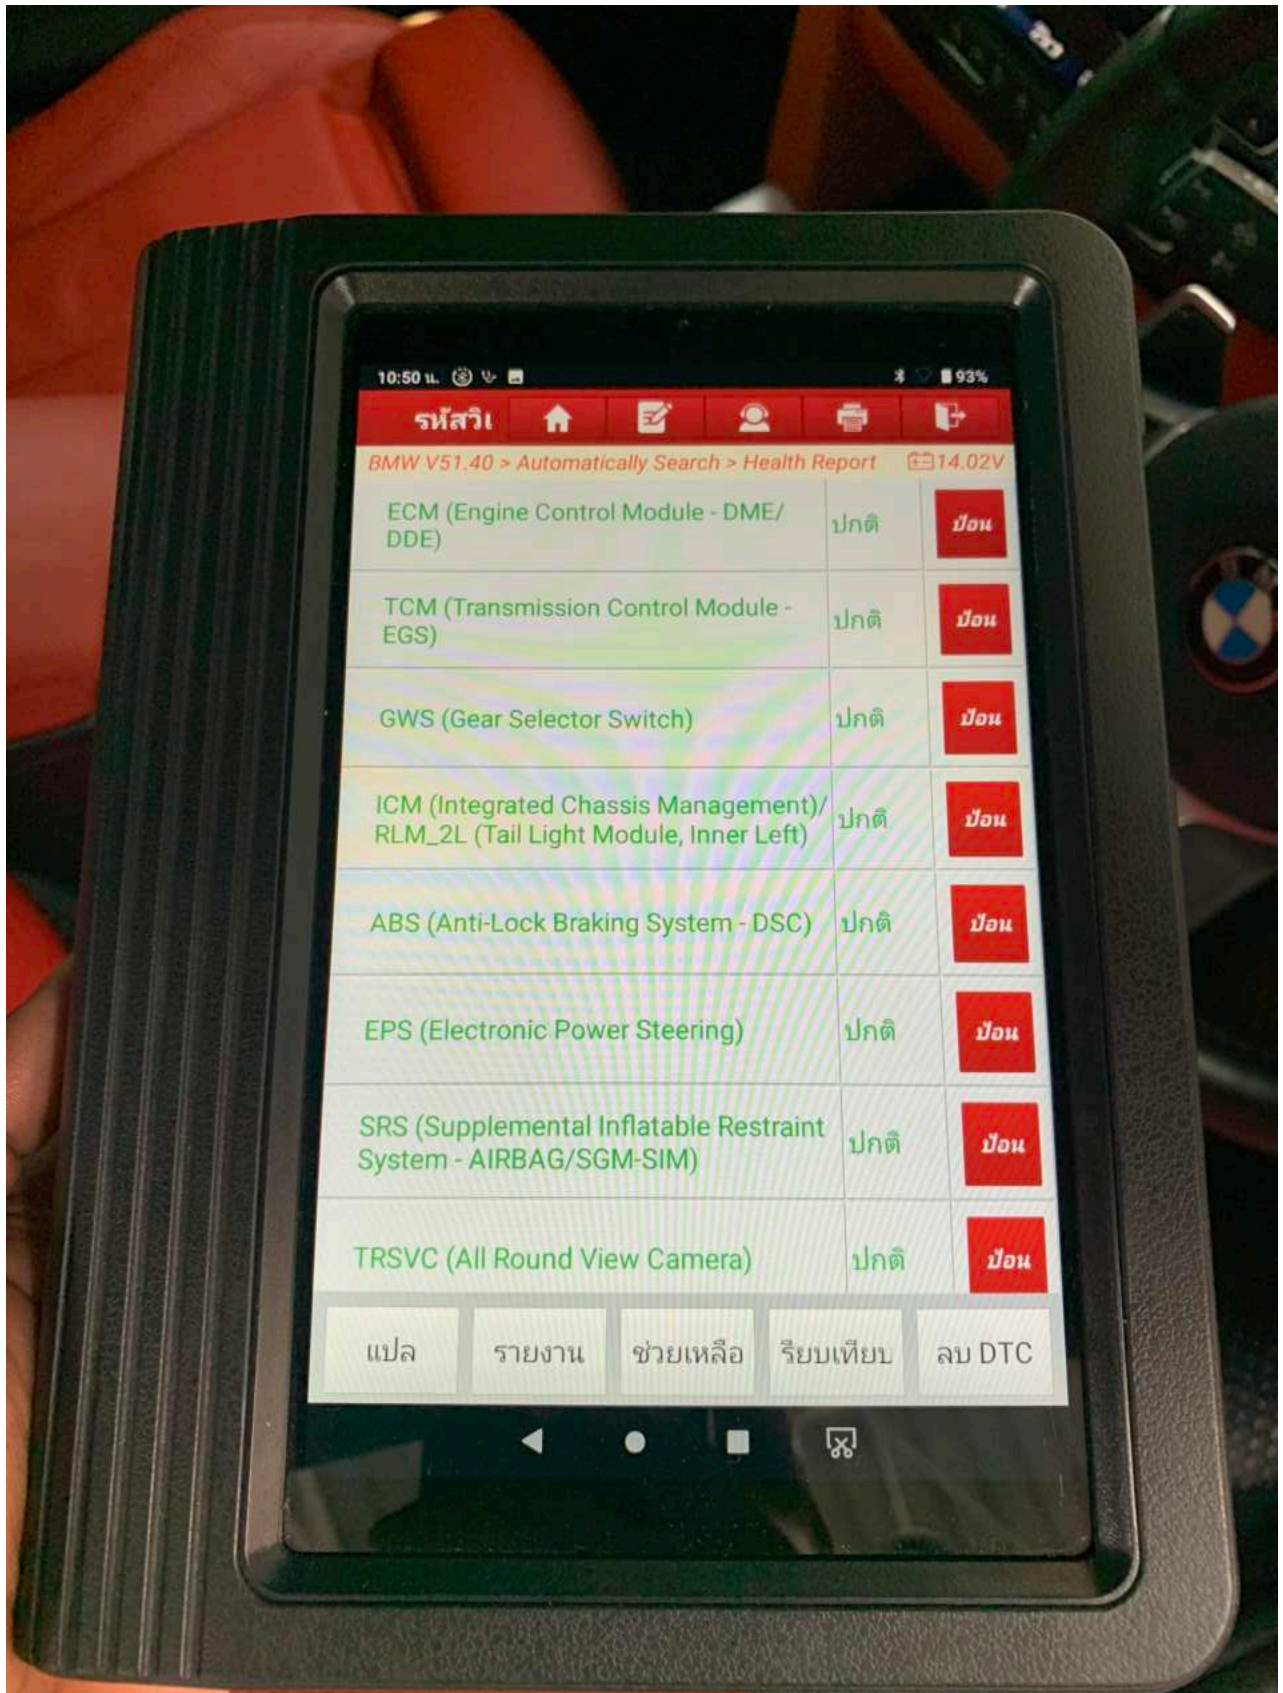 10:50 น. 93%
รหัสวิเ
BMW V51.40 > Automatically Search > Health Report 14.02V
ECM (Engine Control Module - DME/
DDE) ปกติ ป้อน
TCM (Transmission Control Module -
EGS) ปกติ ป้อน
GWS (Gear Selector Switch) ปกติ ป้อน
ICM (Integrated Chassis Management)/
RLM_2L (Tail Light Module, Inner Left) ปกติ ป้อน
ABS (Anti-Lock Braking System - DSC) ปกติ ป้อน
EPS (Electronic Power Steering) ปกติ ป้อน
SRS (Supplemental Inflatable Restraint
System - AIRBAG/SGM-SIM) ปกติ ป้อน
TRSVC (All Round View Camera) ปกติ ป้อน
แปล รายงาน ช่วยเหลือ รียบเทียบ ลบ DTC